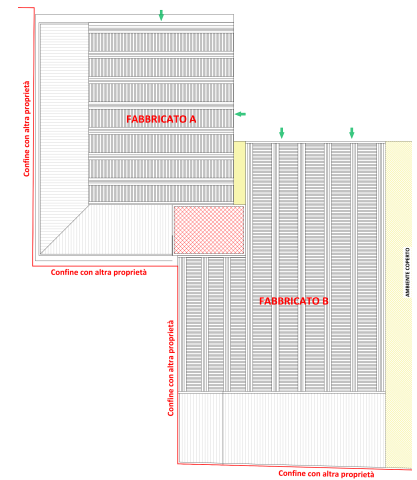 FABBRICATO A
Confine con altra proprietà
Confine con altra proprietà
AMBIENTE COPERTO
FABBRICATO B
Confine con altra proprietà
Confine con altra proprietà